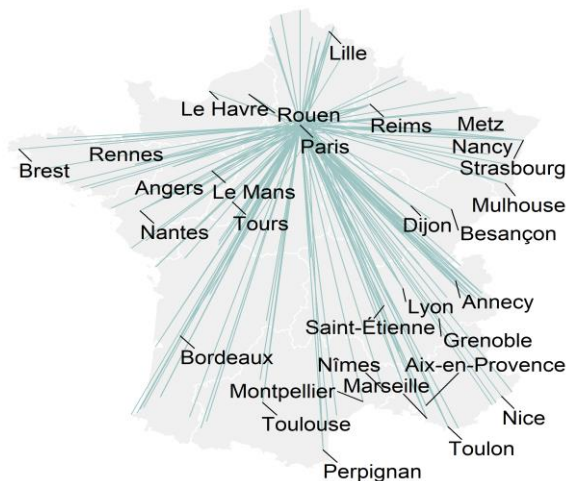 Lille
Le Havre
Rouen
Reims
Metz
Paris
Nancy
Rennes
Strasbourg
Brest
Angers
Le Mans
Mulhouse
Nantes
Tours
Dijon
Besançon
Lyon
Annecy
Saint-Étienne
Grenoble
Bordeaux
Nîmes
Aix-en-Provence
Montpellier
Marseille
Nice
Toulouse
Toulon
Perpignan